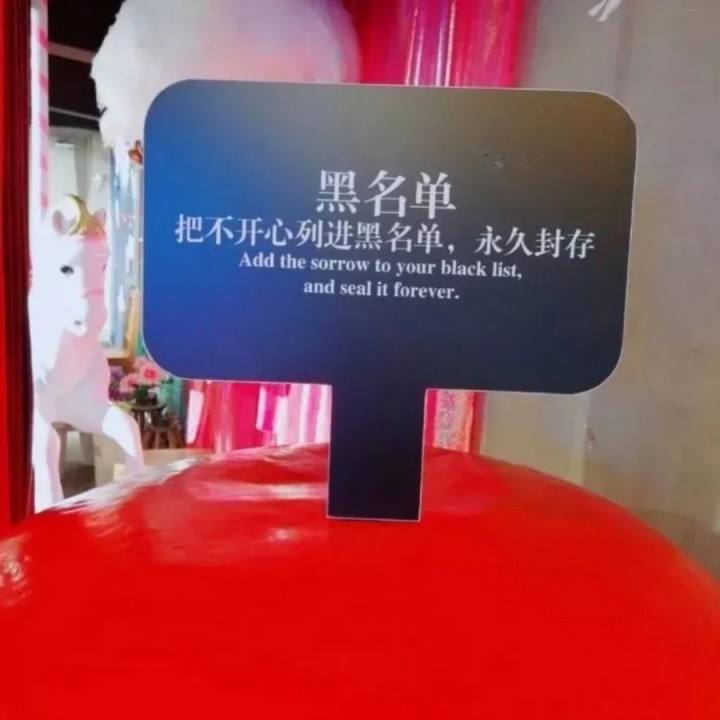 黑名单
把不开心列进黑名单，永久封存
Add the sorrow to your black list,
and seal it forever.